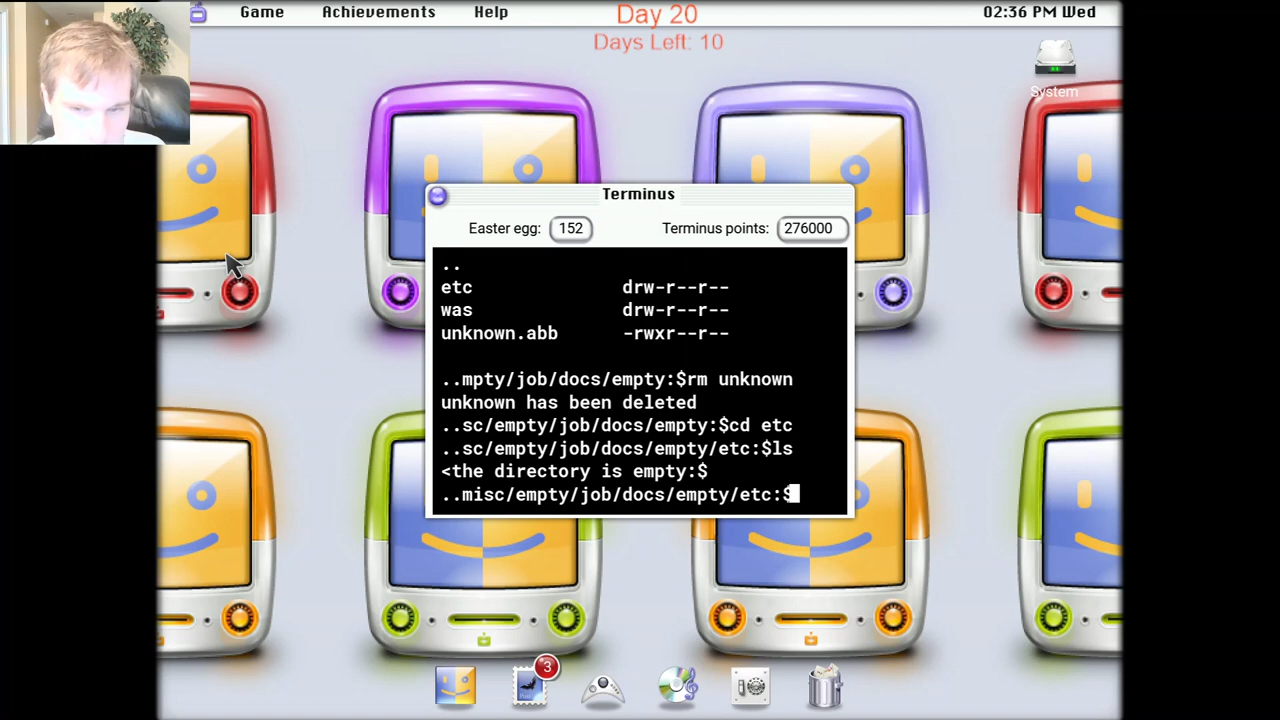 Game Achievements Help
Day 20
Days Left: 10
02:36 PM Wed
System
Terminus
Easter egg: 152 Terminus points: 276000
..
etc drw-r--r--
was drw-r--r--
unknown.abb -rwxr--r--
..mpty/job/docs/empty:$rm unknown
unknown has been deleted
..sc/empty/job/docs/empty:$cd etc
..sc/empty/job/docs/empty/etc:$ls
<the directory is empty:$
..misc/empty/job/docs/empty/etc:$
3